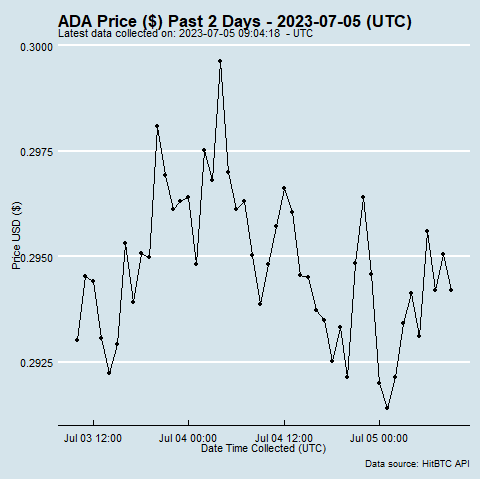 ADA Price ($) Past 2 Days - 2023-07-05 (UTC)
Latest data collected on: 2023-07-05 09:04:18 - UTC
0.3000
0.2975
0.2950
0.2925
Price USD ($)
Jul 03 12:00 Jul 04 00:00 Jul 04 12:00 Jul 05 00:00
Date Time Collected (UTC)
Data source: HitBTC API